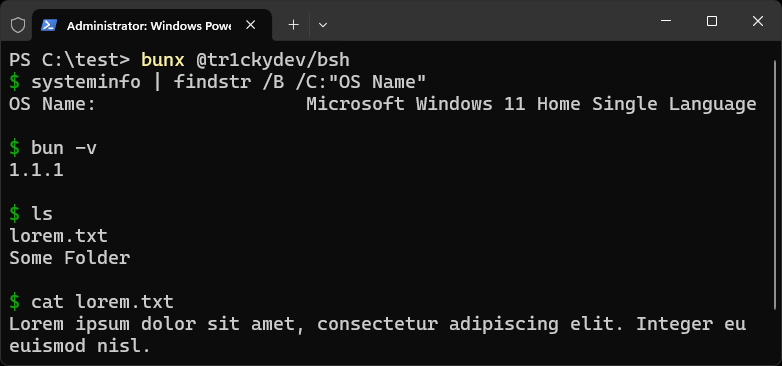 Administrator: Windows Powe
PS C:\test> bunx @tr1ckydev/bsh
$ systeminfo | findstr /B /C:"OS Name"
OS Name:                   Microsoft Windows 11 Home Single Language
$ bun -v
1.1.1
$ ls
lorem.txt
Some Folder
$ cat lorem.txt
Lorem ipsum dolor sit amet, consectetur adipiscing elit. Integer eu
euismod nisl.